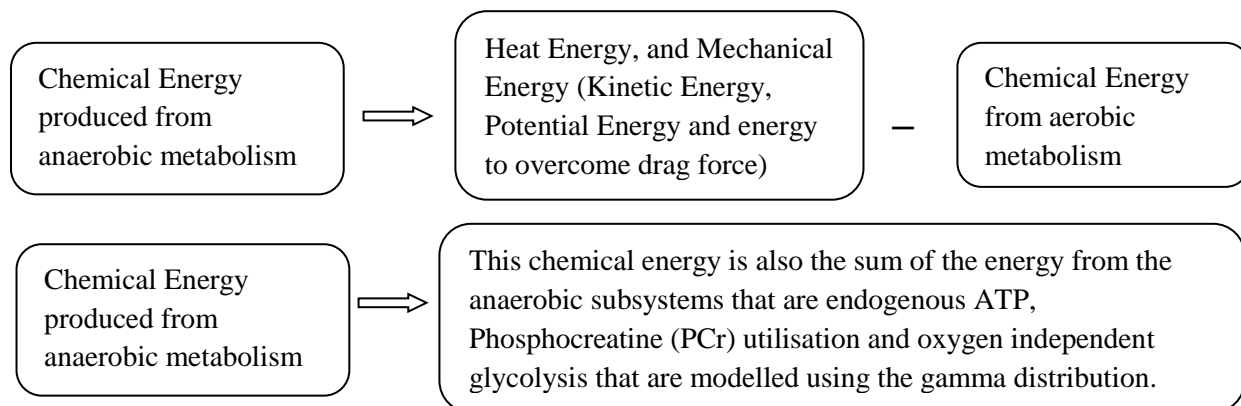 Chemical Energy
produced from
anaerobic metabolism
Heat Energy, and Mechanical
Energy (Kinetic Energy,
Potential Energy and energy
to overcome drag force)
–
Chemical Energy
from aerobic
metabolism
Chemical Energy
produced from
anaerobic metabolism
This chemical energy is also the sum of the energy from the
anaerobic subsystems that are endogenous ATP,
Phosphocreatine (PCr) utilisation and oxygen independent
glycolysis that are modelled using the gamma distribution.